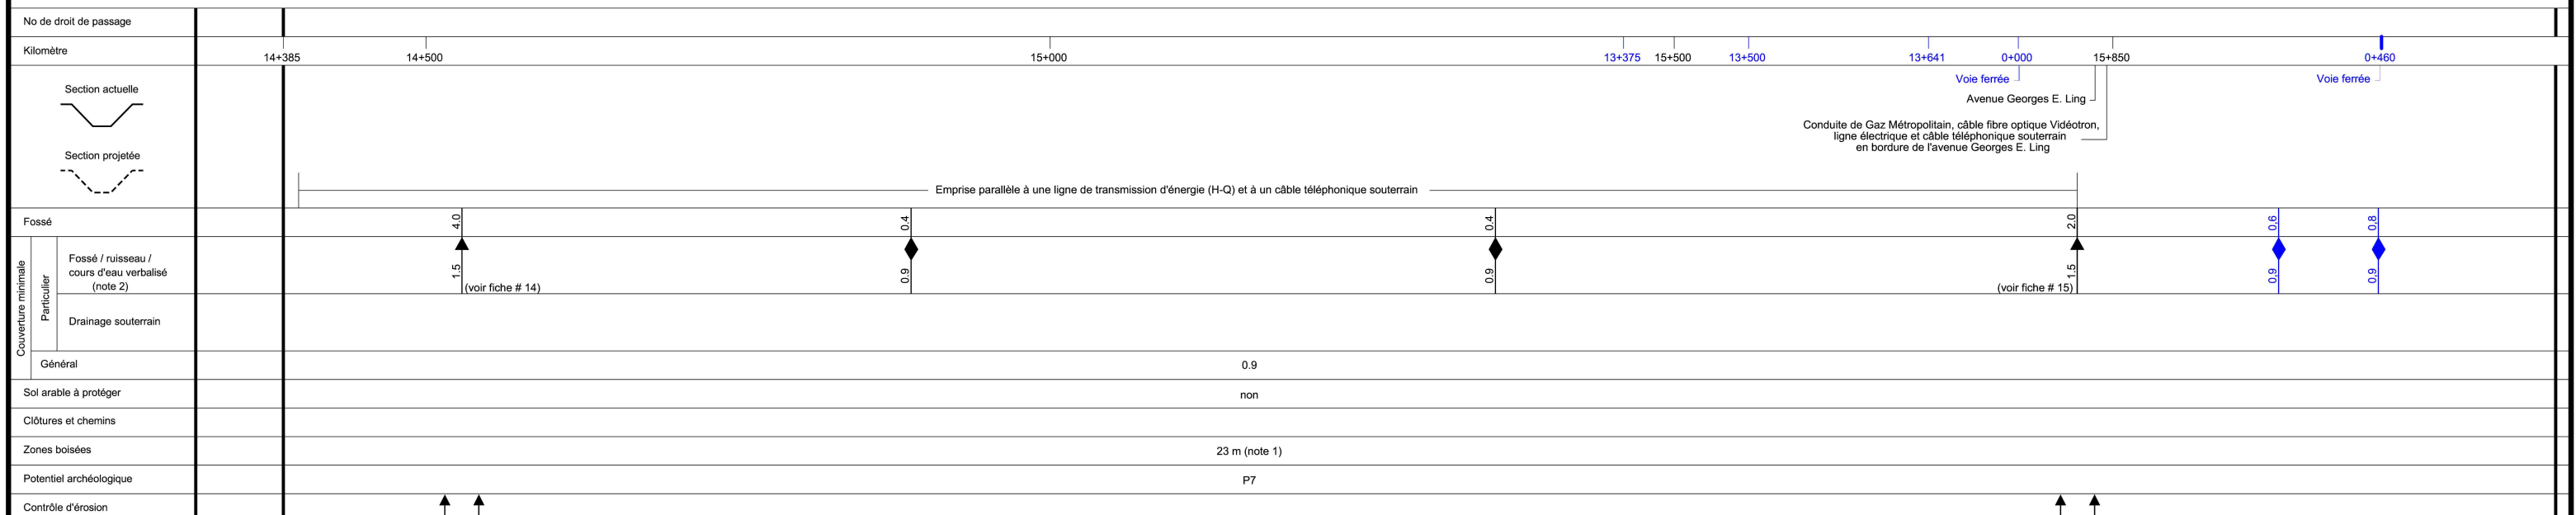 No de droit de passage
Kilomètre
14+385 14+500 15+000 13+375 15+500 13+500 13+641 0+000 15+850 0+460
Voie ferrée Voie ferrée
Section actuelle
Avenue Georges E. Ling
Conduite de Gaz Métropolitain, câble fibre optique Vidéotron,
ligne électrique et câble téléphonique souterrain
en bordure de l'avenue Georges E. Ling
Section projetée
Emprise parallèle à une ligne de transmission d'énergie (H-Q) et à un câble téléphonique souterrain
Fossé
4.0 0.4 0.4 2.0 0.6 0.8
Couverture minimale
Particulier
Fossé / ruisseau /
cours d'eau verbalisé
(note 2)
1.5 0.9 0.9 1.5 0.9 0.9
(voir fiche # 14) (voir fiche # 15)
Drainage souterrain
Général
0.9
Sol arable à protéger
non
Clôtures et chemins
Zones boisées
23 m (note 1)
Potentiel archéologique
P7
Contrôle d'érosion